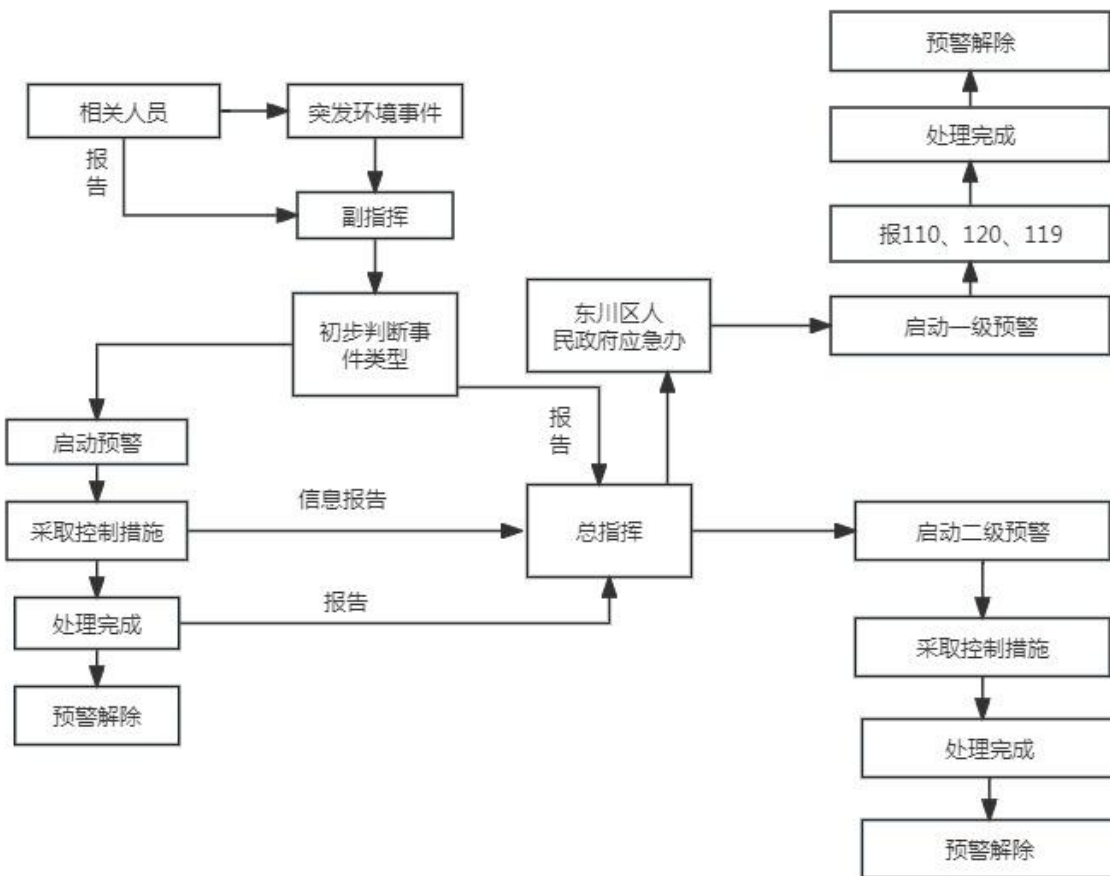 预警解除
相关人员
突发环境事件
处理完成
报
告
副指挥
报110、120、119
初步判断事
件类型
东川区人
民政府应急办
启动一级预警
启动预警
报
告
信息报告
采取控制措施
总指挥
启动二级预警
处理完成
报告
采取控制措施
预警解除
处理完成
预警解除